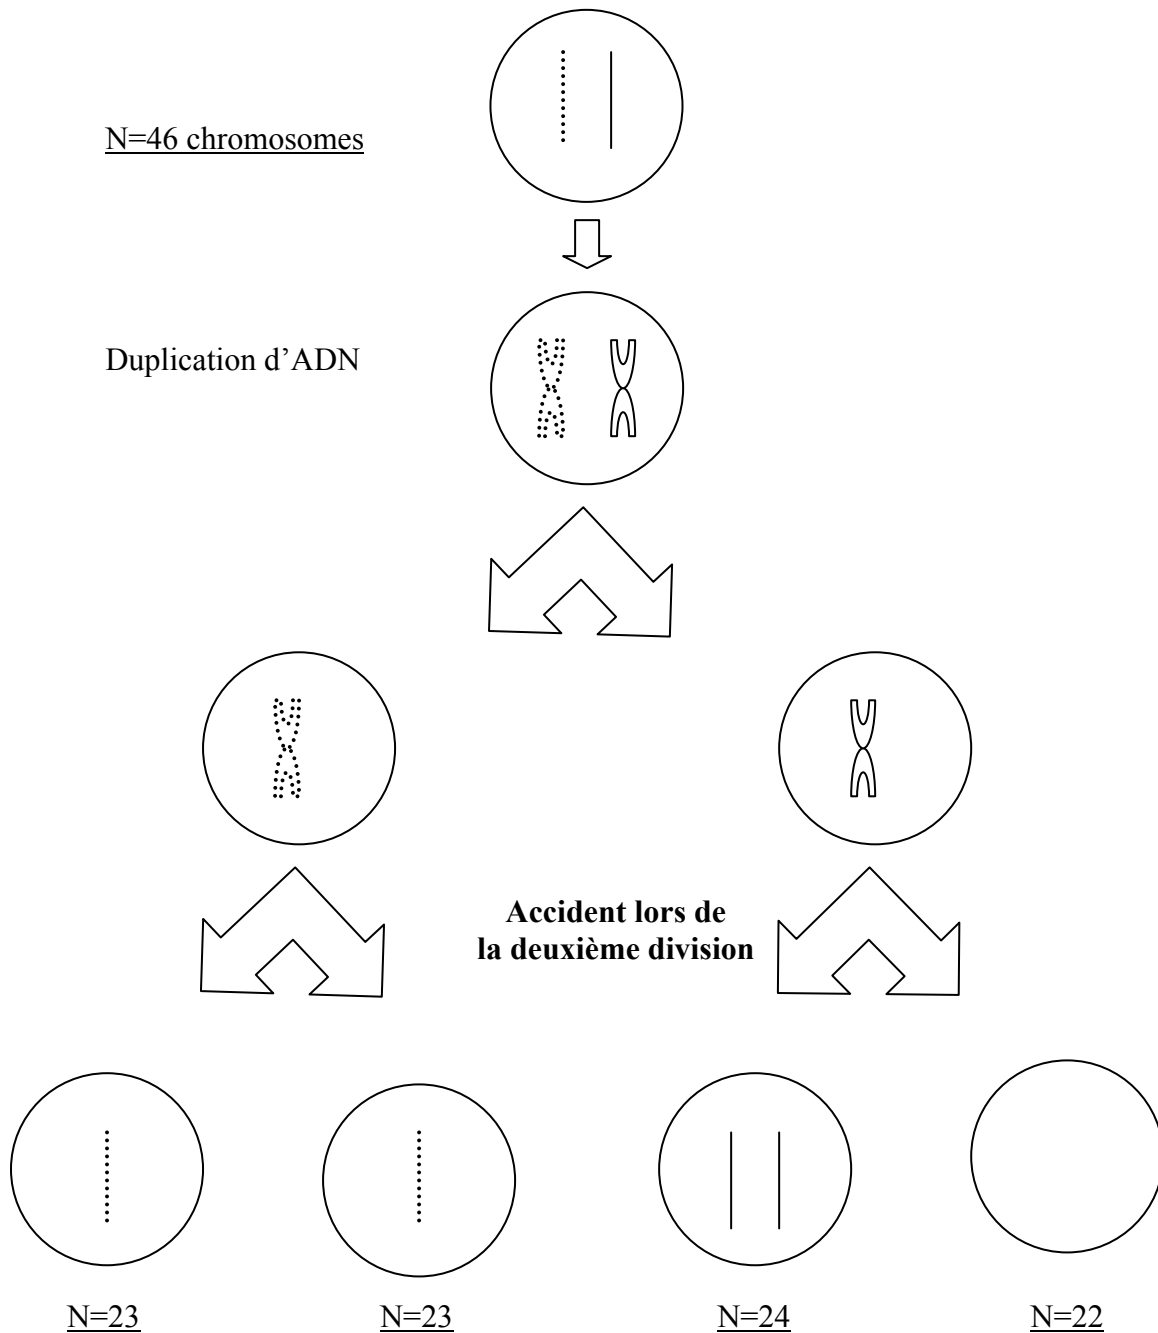 N=46 chromosomes
Duplication d’ADN
Accident lors de
la deuxième division
N=23
N=23
N=24
N=22